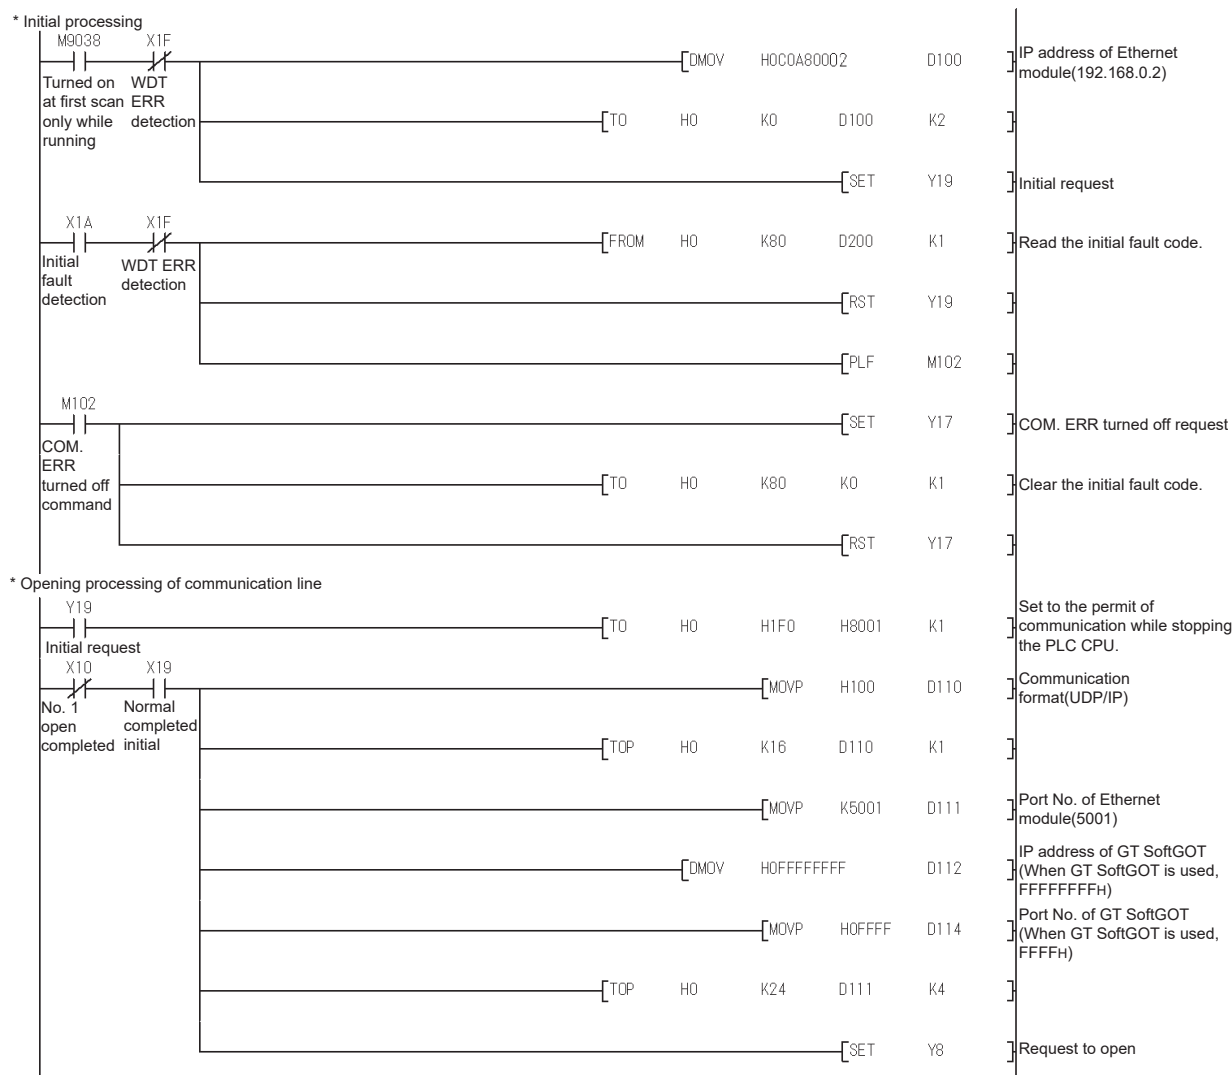 * Initial processing
M9038 X1F
DMOV H0C0A80002 D100
IP address of Ethernet
module(192.168.0.2)
Turned on
at first scan
only while
running
WDT
ERR
detection
TO H0 K0 D100 K2
SET Y19
Initial request
X1A X1F
FROM H0 K80 D200 K1
Read the initial fault code.
Initial
fault
detection
WDT ERR
detection
RST Y19
PLF M102
M102
SET Y17
COM. ERR turned off request
COM.
ERR
turned off
command
TO H0 K80 K0 K1
Clear the initial fault code.
RST Y17
* Opening processing of communication line
Y19
TO H0 H1F0 H8001 K1
Set to the permit of
communication while stopping
the PLC CPU.
Initial request
X10 X19
MOVP H100 D110
Communication
format(UDP/IP)
No. 1
open
completed
Normal
completed
initial
TOP H0 K16 D110 K1
MOVP K5001 D111
Port No. of Ethernet
module(5001)
DMOV H0FFFFFFFF D112
IP address of GT SoftGOT
(When GT SoftGOT is used,
FFFFFFFFH)
MOVP H0FFFF D114
Port No. of GT SoftGOT
(When GT SoftGOT is used,
FFFFH)
TOP H0 K24 D111 K4
SET Y8
Request to open